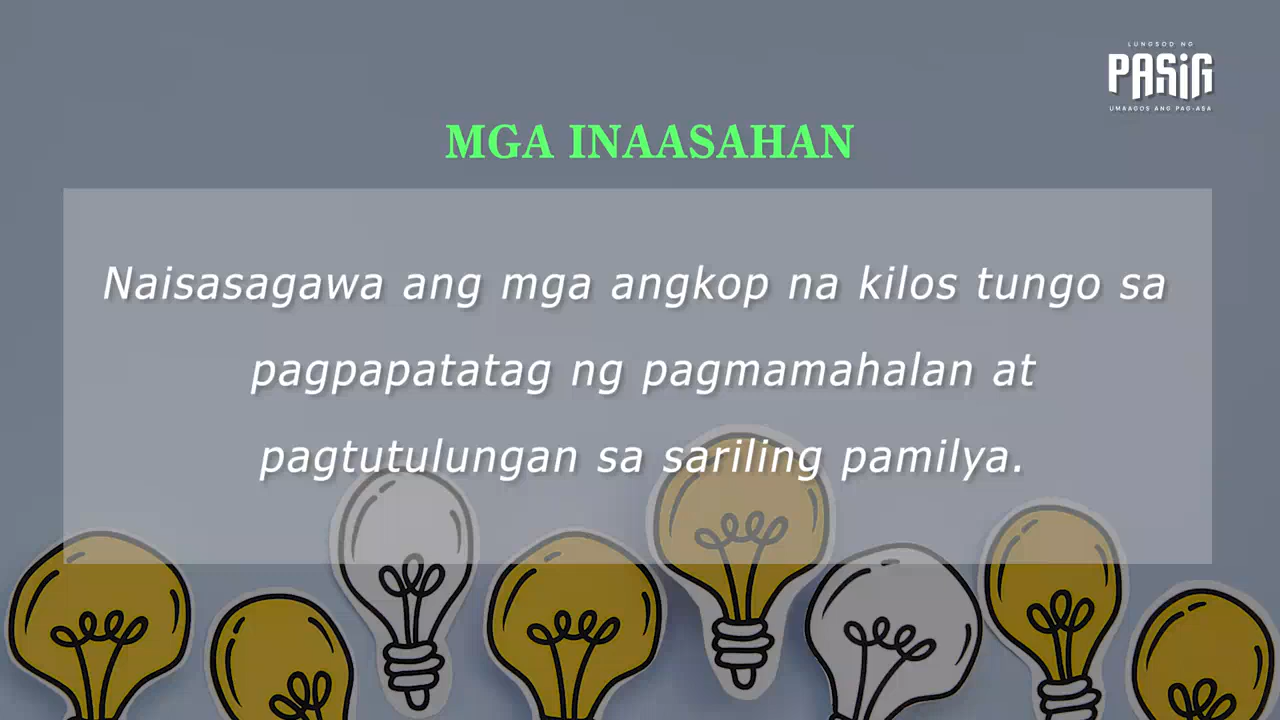 LUNGSOD NG
PASIG
UMAAGOS ANG PAG-ASA
MGA INAASAHAN
Naisasagawa ang mga angkop na kilos tungo sa
pagpapatatag ng pagmamahalan at
pagtutulungan sa sariling pamilya.